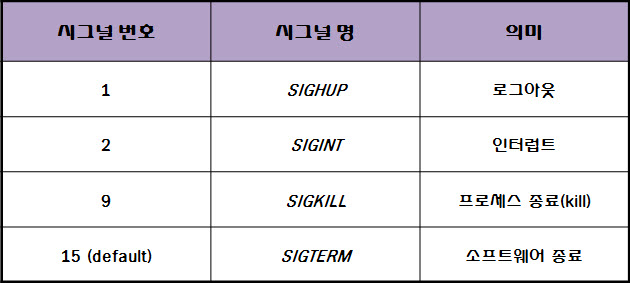 시그널 번호 시그널 명 의미
1 SIGHUP 로그아웃
2 SIGINT 인터럽트
9 SIGKILL 프로세스 종료(kill)
15 (default) SIGTERM 소프트웨어 종료